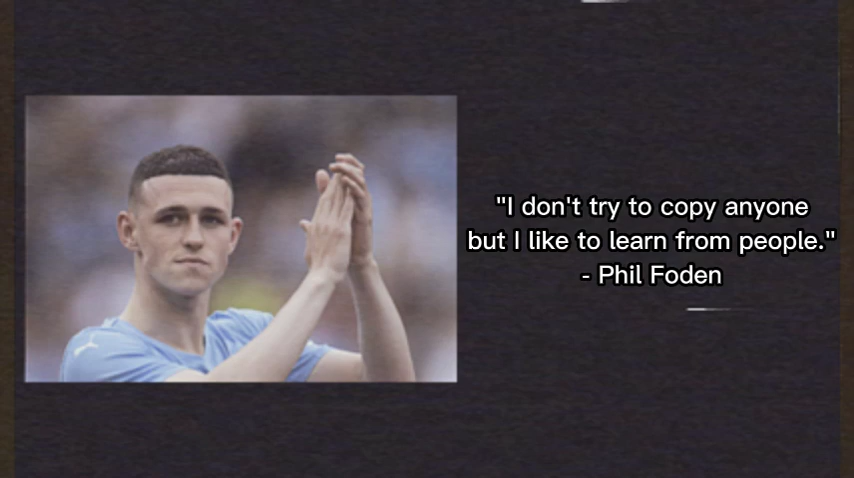 "I don't try to copy anyone
but I like to learn from people."
- Phil Foden